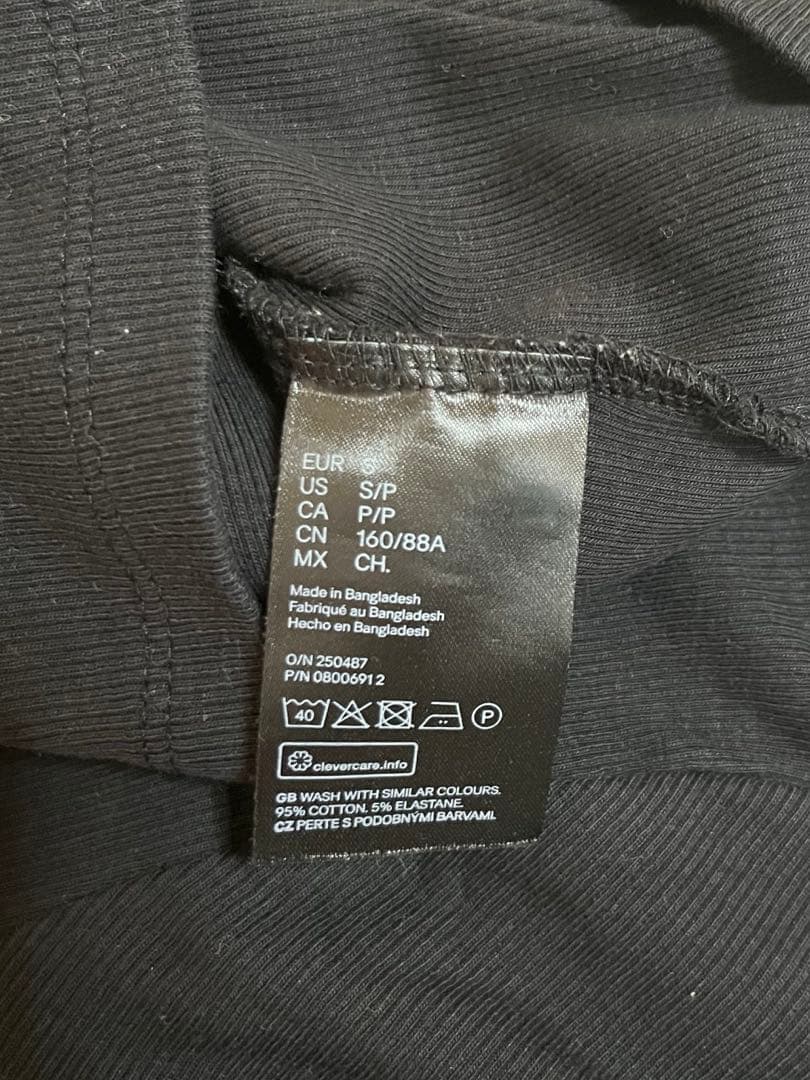 EUR S
US S/P
CA P/P
CN 160/88A
MX CH.
Made in Bangladesh
Fabriqué au Bangladesh
Hecho en Bangladesh
O/N 250487
P/N 08006912
40 P
clevercare.info
GB WASH WITH SIMILAR COLOURS.
95% COTTON. 5% ELASTANE.
CZ PERTE S PODOBNÝMI BARVAMI.